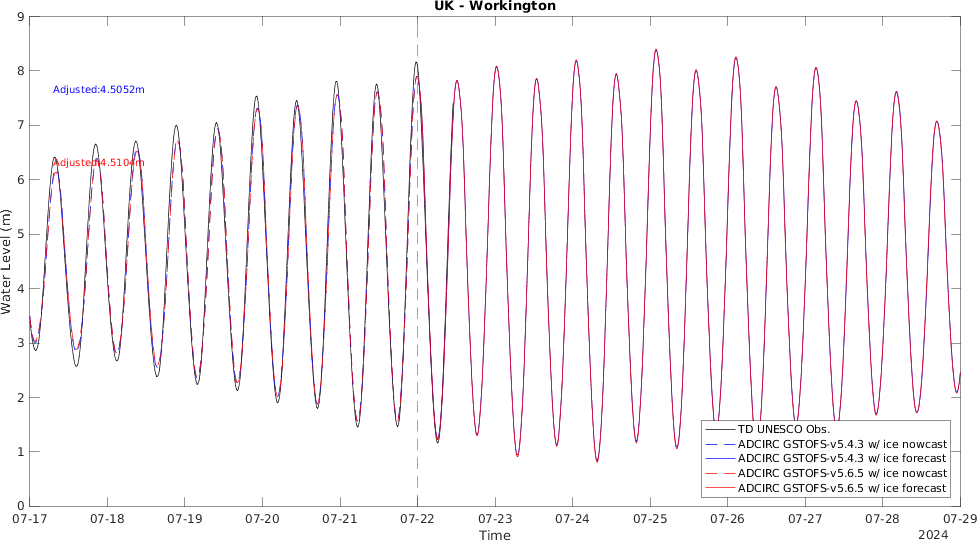 UK - Workington
9
8
7
6
5
4
3
2
1
0
Water Level (m)
Adjusted:4.5052m
Adjusted:4.5104m
TD UNESCO Obs.
ADCIRC GSTOFS-v5.4.3 w/ ice nowcast
ADCIRC GSTOFS-v5.4.3 w/ ice forecast
ADCIRC GSTOFS-v5.6.5 w/ ice nowcast
ADCIRC GSTOFS-v5.6.5 w/ ice forecast
07-17 07-18 07-19 07-20 07-21 07-22 07-23 07-24 07-25 07-26 07-27 07-28 07-29
Time
2024